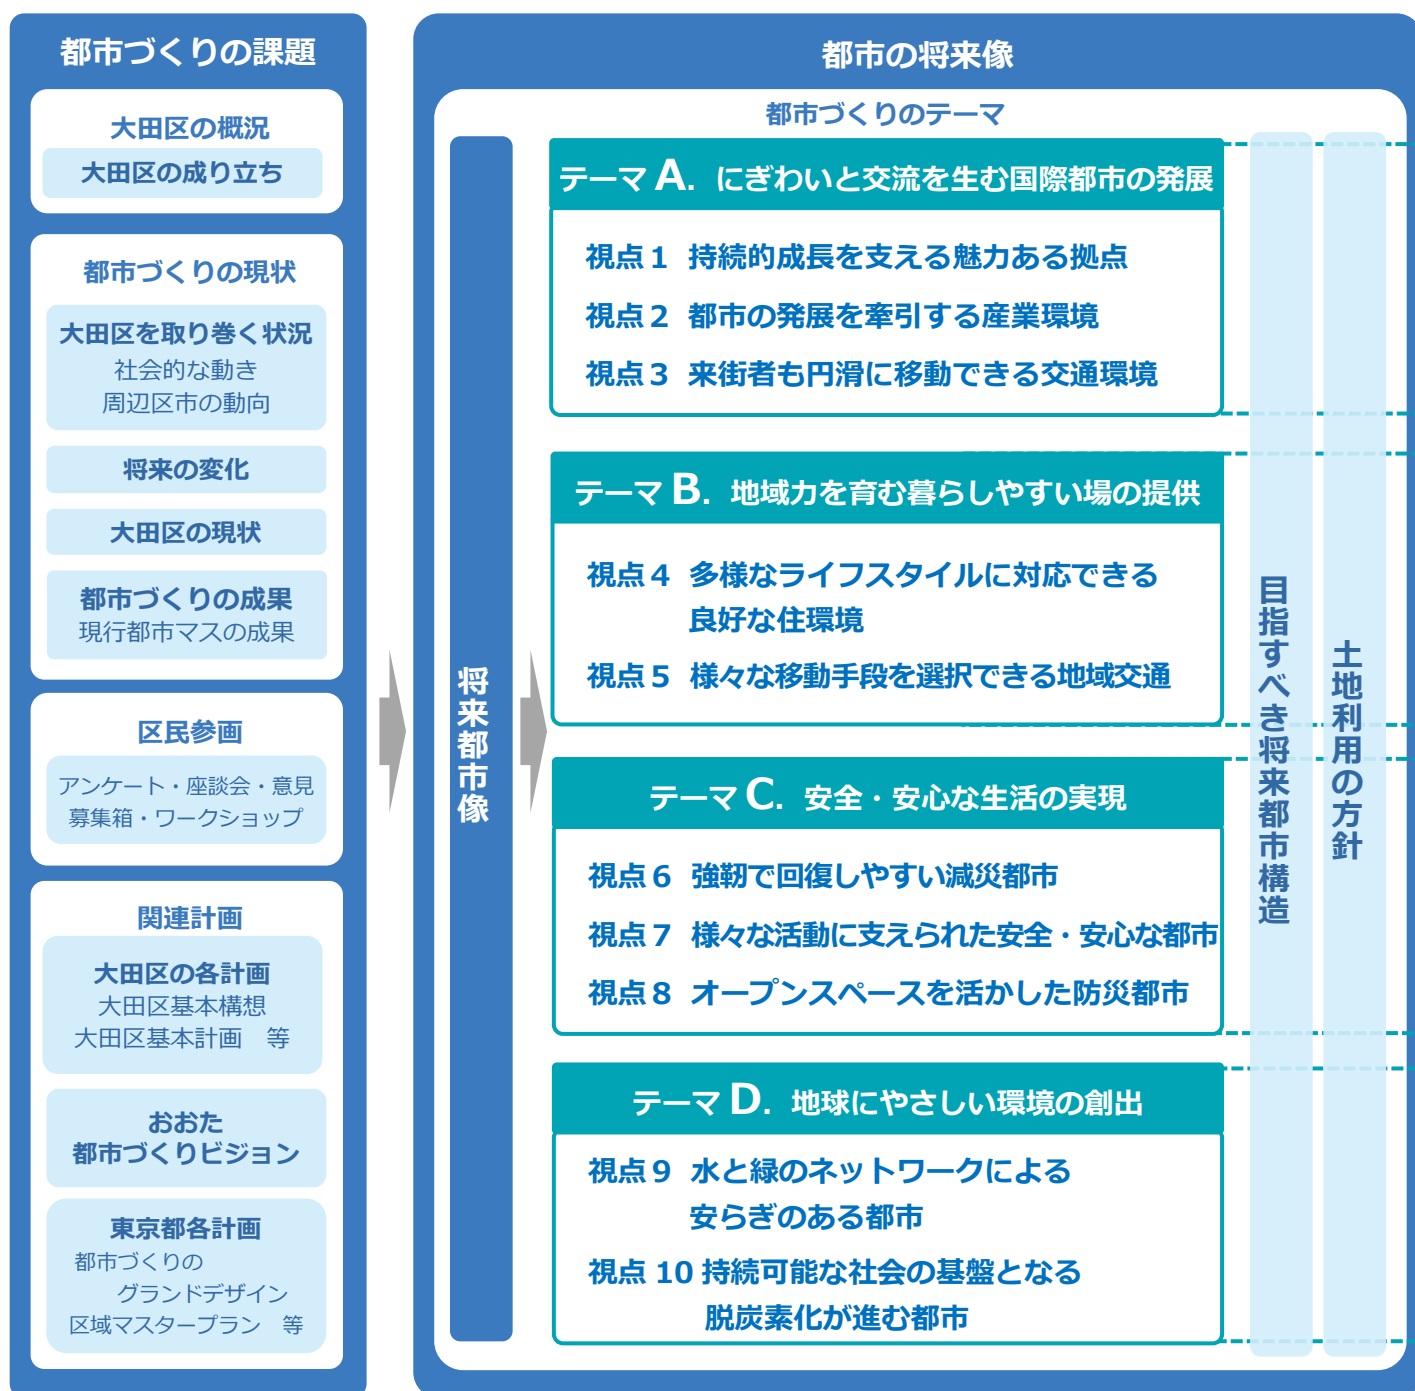 都市づくりの課題
大田区の概況
大田区の成り立ち
都市づくりの現状
大田区を取り巻く状況
社会的な動き
周辺区市の動向
将来の変化
大田区の現状
都市づくりの成果
現行都市マスの成果
区民参画
アンケート・座談会・意見
募集箱・ワークショップ
関連計画
大田区の各計画
大田区基本構想
大田区基本計画　等
おおた
都市づくりビジョン
東京都各計画
都市づくりの
グランドデザイン
区域マスタープラン　等
都市の将来像
都市づくりのテーマ
将来都市像
テーマ A. にぎわいと交流を生む国際都市の発展
視点１ 持続的成長を支える魅力ある拠点
視点２ 都市の発展を牽引する産業環境
視点３ 来街者も円滑に移動できる交通環境
テーマ B. 地域力を育む暮らしやすい場の提供
視点４ 多様なライフスタイルに対応できる
良好な住環境
視点５ 様々な移動手段を選択できる地域交通
テーマ C. 安全・安心な生活の実現
視点６ 強靭で回復しやすい減災都市
視点７ 様々な活動に支えられた安全・安心な都市
視点８ オープンスペースを活かした防災都市
テーマ D. 地球にやさしい環境の創出
視点９ 水と緑のネットワークによる
安らぎのある都市
視点 10 持続可能な社会の基盤となる
脱炭素化が進む都市
目指すべき将来都市構造
土地利用の方針